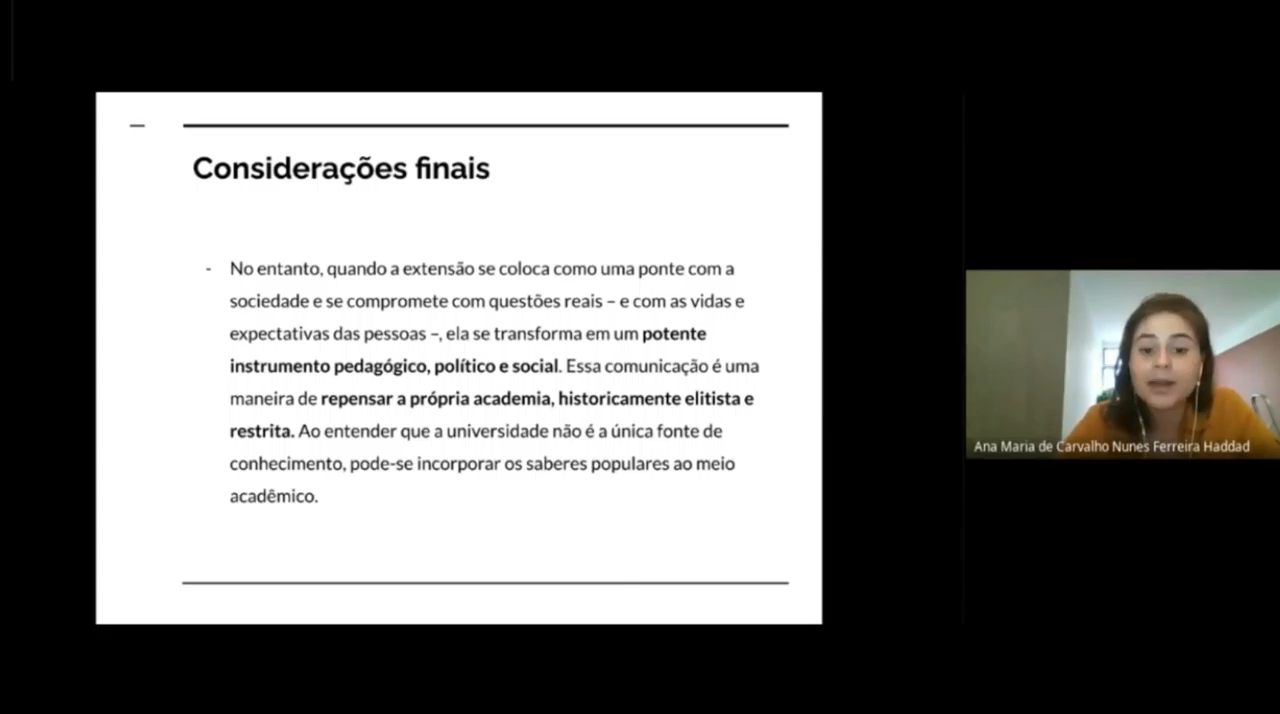 Considerações finais
- No entanto, quando a extensão se coloca como uma ponte com a
sociedade e se compromete com questões reais – e com as vidas e
expectativas das pessoas –, ela se transforma em um potente
instrumento pedagógico, político e social. Essa comunicação é uma
maneira de repensar a própria academia, historicamente elitista e
restrita. Ao entender que a universidade não é a única fonte de
conhecimento, pode-se incorporar os saberes populares ao meio
acadêmico.
Ana Maria de Carvalho Nunes Ferreira Haddad